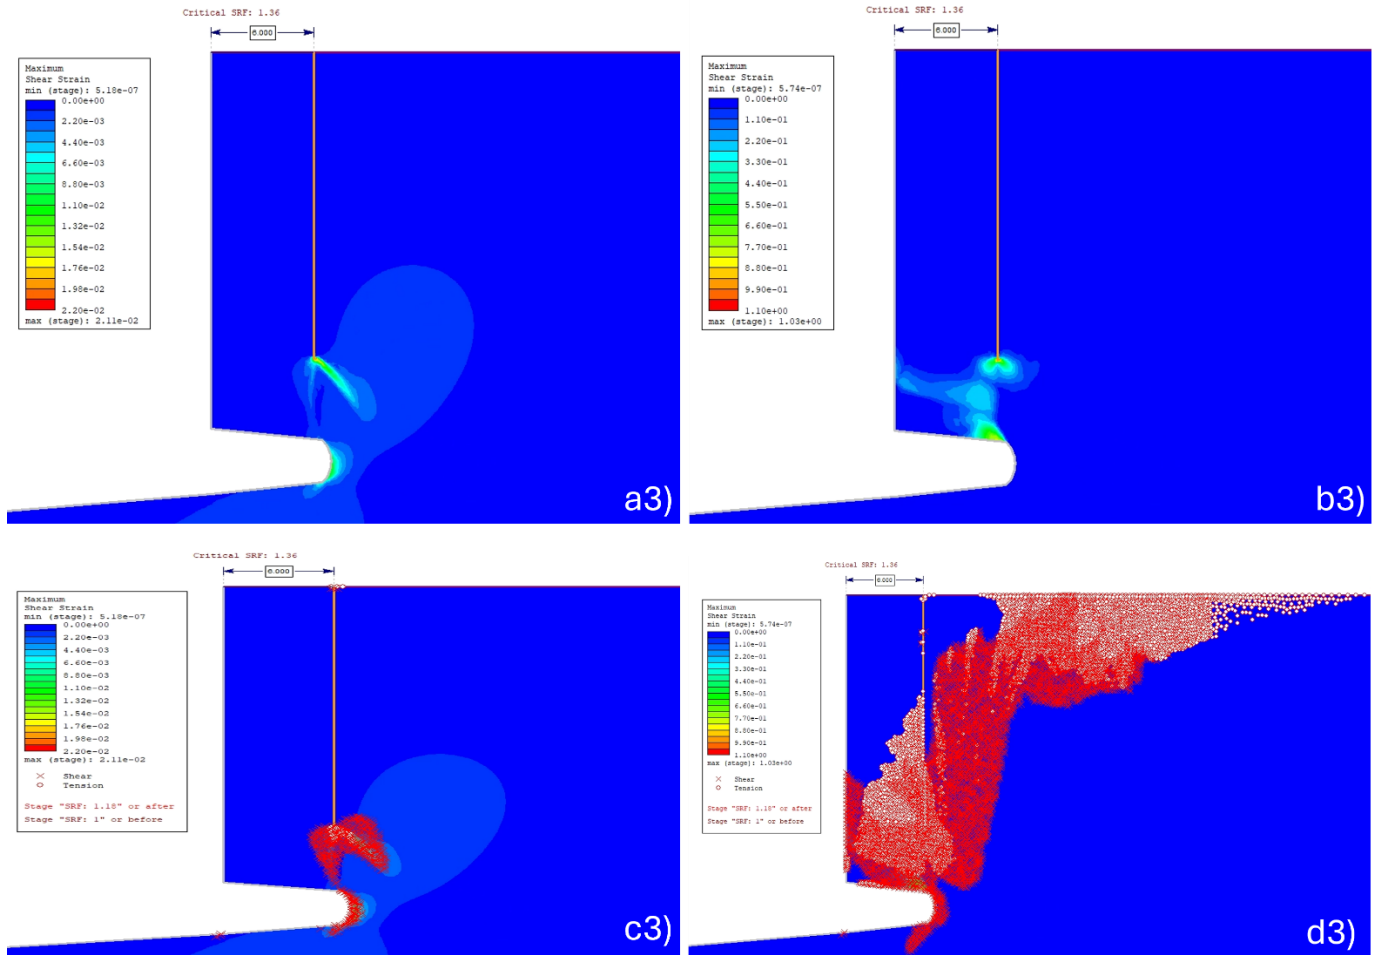 Critical SRF: 1.36
6.000
Maximum
Shear Strain
min (stage): 5.18e-07
0.00e+00
2.20e-03
4.40e-03
6.60e-03
8.80e-03
1.10e-02
1.32e-02
1.54e-02
1.76e-02
1.98e-02
2.20e-02
max (stage): 2.11e-02
a3)
Critical SRF: 1.36
6.000
Maximum
Shear Strain
min (stage): 5.74e-07
0.00e+00
1.10e-01
2.20e-01
3.30e-01
4.40e-01
5.50e-01
6.60e-01
7.70e-01
8.80e-01
9.90e-01
1.10e+00
max (stage): 1.03e+00
b3)
Critical SRF: 1.36
6.000
Maximum
Shear Strain
min (stage): 5.18e-07
0.00e+00
2.20e-03
4.40e-03
6.60e-03
8.80e-03
1.10e-02
1.32e-02
1.54e-02
1.76e-02
1.98e-02
2.20e-02
max (stage): 2.11e-02
Shear
Tension
Stage "SRF: 1.18" or after
Stage "SRF: 1" or before
c3)
Critical SRF: 1.36
6.000
Maximum
Shear Strain
min (stage): 5.74e-07
0.00e+00
1.10e-01
2.20e-01
3.30e-01
4.40e-01
5.50e-01
6.60e-01
7.70e-01
8.80e-01
9.90e-01
1.10e+00
max (stage): 1.03e+00
Shear
Tension
Stage "SRF: 1.18" or after
Stage "SRF: 1" or before
d3)